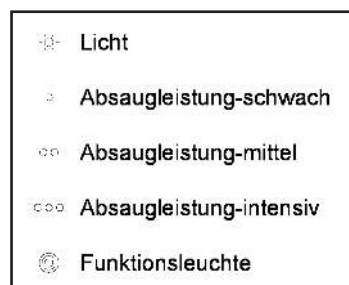 Licht
Absaugleistung-schwach
Absaugleistung-mittel
Absaugleistung-intensiv
Funktionsleuchte